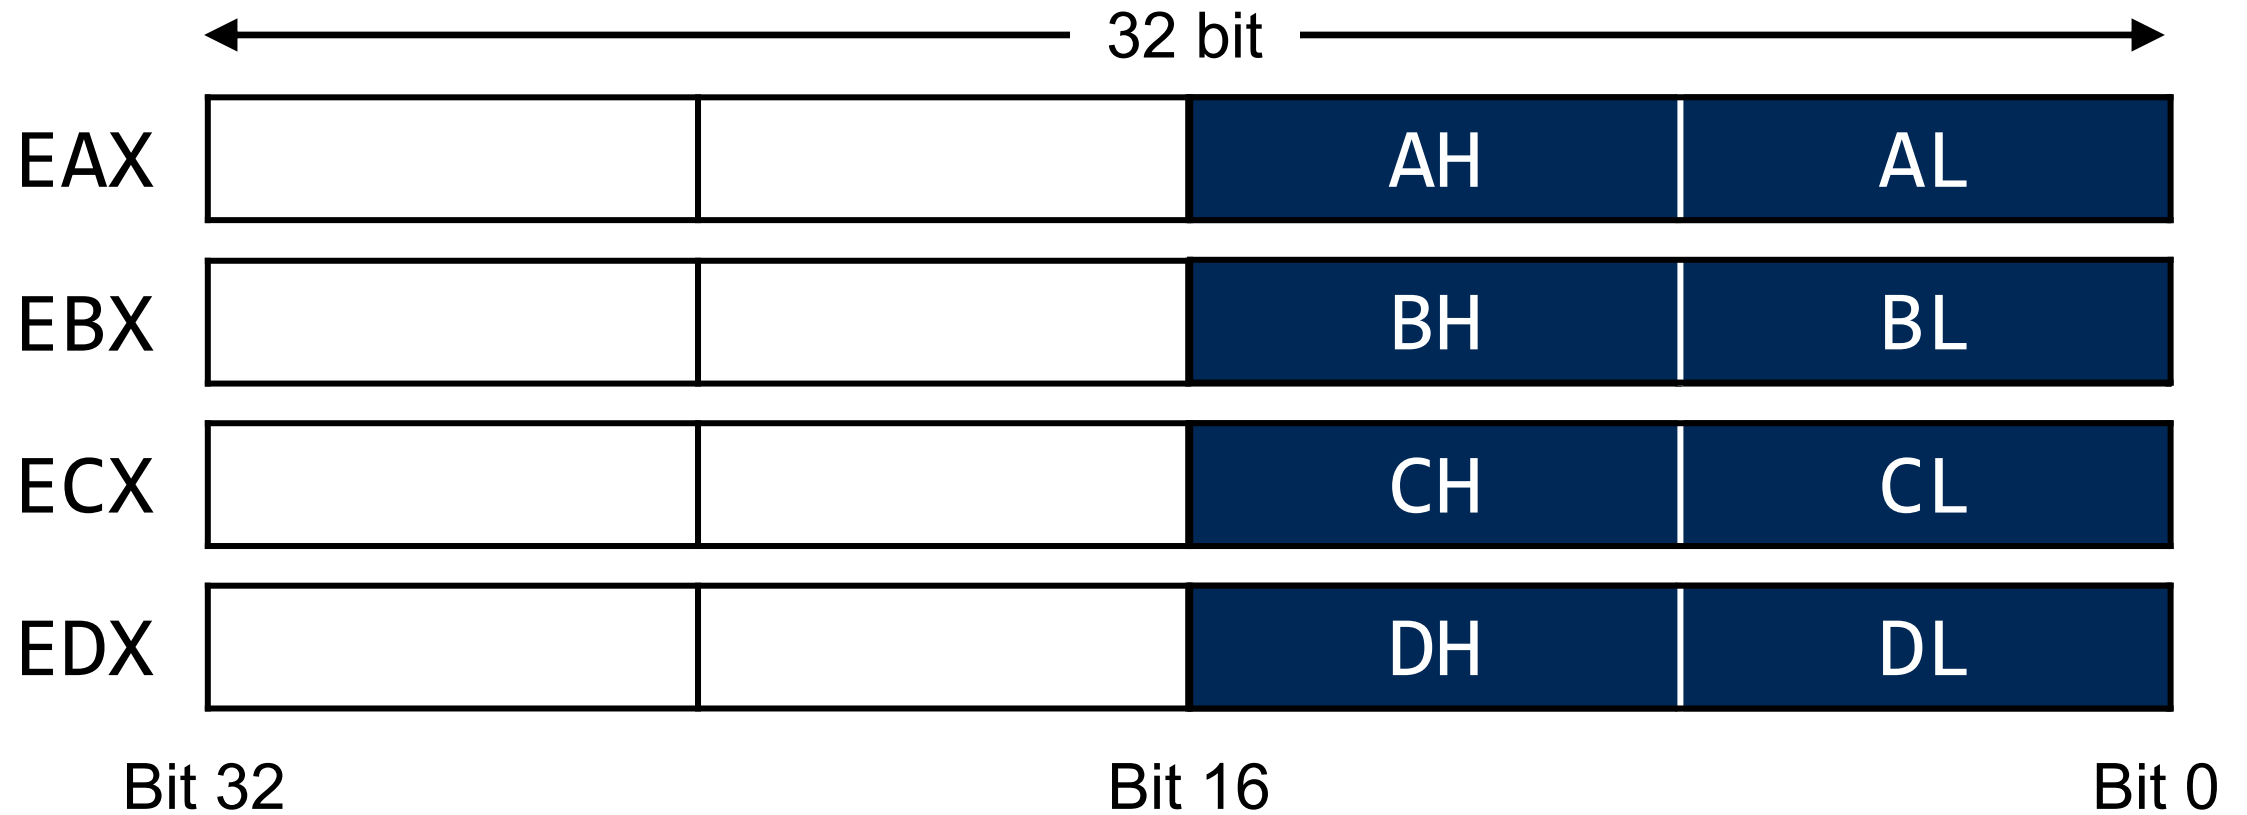 32 bit
EAX AH AL
EBX BH BL
ECX CH CL
EDX DH DL
Bit 32 Bit 16 Bit 0